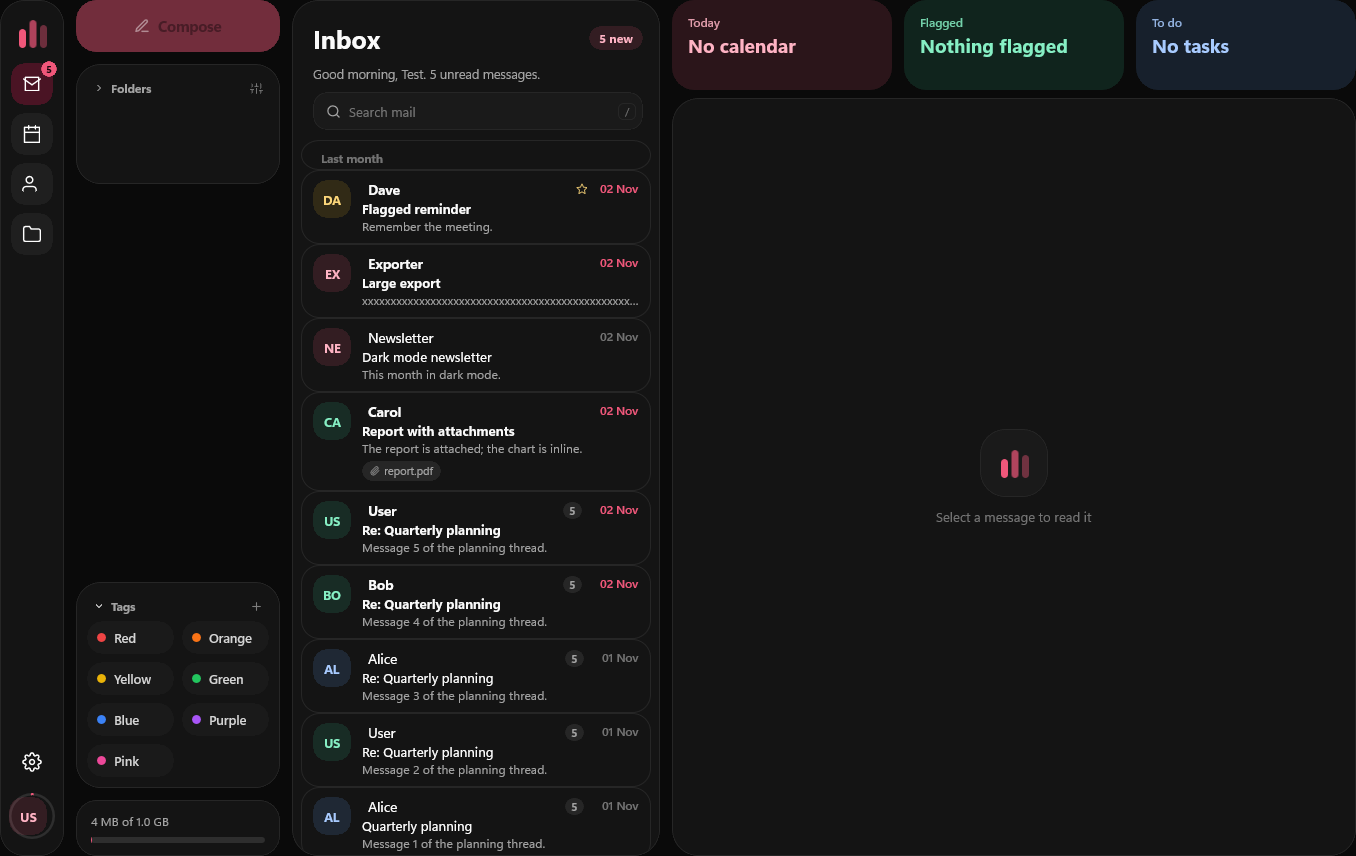 5
US
Compose
Folders
Tags
Red
Orange
Yellow
Green
Blue
Purple
Pink
4 MB of 1.0 GB
Inbox
5 new
Good morning, Test. 5 unread messages.
Search mail /
Last month
DA Dave 02 Nov
Flagged reminder
Remember the meeting.
EX Exporter 02 Nov
Large export
xxxxxxxxxxxxxxxxxxxxxxxxxxxxxxxxxxxxxxxxxxxxxxx...
NE Newsletter 02 Nov
Dark mode newsletter
This month in dark mode.
CA Carol 02 Nov
Report with attachments
The report is attached; the chart is inline.
report.pdf
US User 5 02 Nov
Re: Quarterly planning
Message 5 of the planning thread.
BO Bob 5 02 Nov
Re: Quarterly planning
Message 4 of the planning thread.
AL Alice 5 01 Nov
Re: Quarterly planning
Message 3 of the planning thread.
US User 5 01 Nov
Re: Quarterly planning
Message 2 of the planning thread.
AL Alice 5 01 Nov
Quarterly planning
Message 1 of the planning thread.
Today
No calendar
Flagged
Nothing flagged
To do
No tasks
Select a message to read it